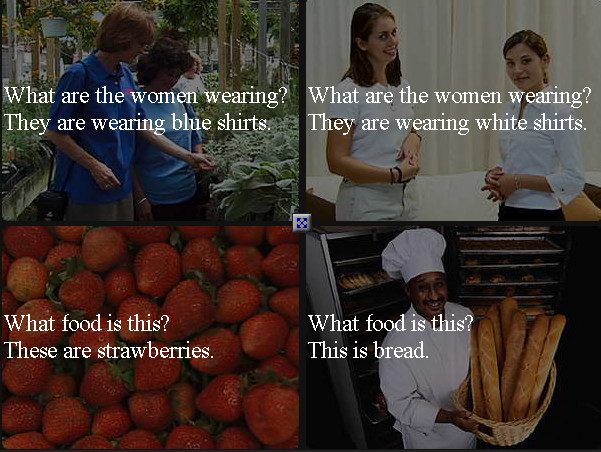 What are the women wearing?
They are wearing blue shirts.
What are the women wearing?
They are wearing white shirts.
What food is this?
These are strawberries.
What food is this?
This is bread.